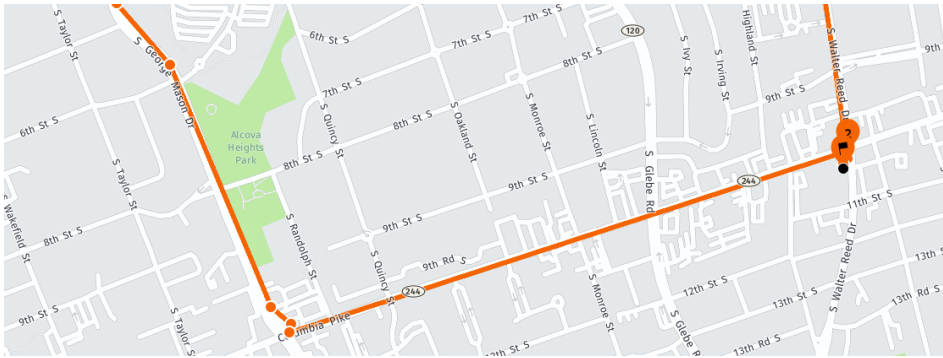 S Taylor St
S George Mason Dr
6th St S
7th St S
7th St S
8th St S
120
S Ivy St
S Irving St
Highland St
9th St S
S Walter Reed Dr
9th St
6th St S
7th St S
S Quincy St
8th St S
S Oakland St
S Monroe St
S Lincoln St
Alcova
Heights
Park
2
S Taylor St
8th St S
9th St S
S Glebe Rd
244
11th St S
S Wakefield St
8th St S
S Randolph St
9th St S
9th Rd S
S Quincy St
244
S Monroe St
12th St S
13th St S
13th Rd S
S Walter Reed Dr
9th St S
S Taylor St
12th St S
S Glebe Rd
13th Rd S